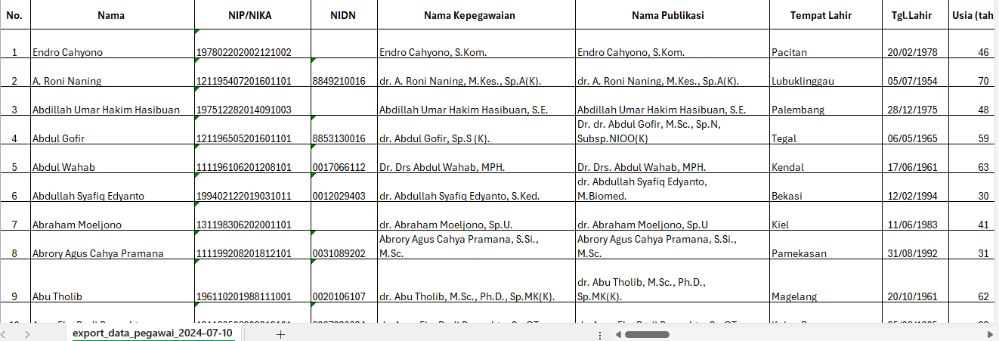 No. Nama NIP/NIKA NIDN Nama Kepegawaian Nama Publikasi Tempat Lahir Tgl.Lahir Usia (tah
1 Endro Cahyono 197802202002121002 Endro Cahyono, S.Kom. Endro Cahyono, S.Kom. Pacitan 20/02/1978 46
2 A. Roni Naning 121195407201601101 8849210016 dr. A. Roni Naning, M.Kes., Sp.A(K). dr. A. Roni Naning, M.Kes., Sp.A(K). Lubuklinggau 05/07/1954 70
3 Abdillah Umar Hakim Hasibuan 197512282014091003 Abdillah Umar Hakim Hasibuan, S.E. Abdillah Umar Hakim Hasibuan, S.E. Palembang 28/12/1975 48
Dr. dr. Abdul Gofir, M.Sc., Sp.N,
4 Abdul Gofir 121196505201601101 8853130016 dr. Abdul Gofir, Sp.S (K). Subsp.NIOO(K) Tegal 06/05/1965 59
5 Abdul Wahab 111196106201208101 0017066112 Dr. Drs Abdul Wahab, MPH. Dr. Drs. Abdul Wahab, MPH. Kendal 17/06/1961 63
dr. Abdullah Syafiq Edyanto,
6 Abdullah Syafiq Edyanto 199402122019031011 0012029403 dr. Abdullah Syafiq Edyanto, S.Ked. M.Biomed. Bekasi 12/02/1994 30
7 Abraham Moeljono 131198306202001101 dr. Abraham Moeljono, Sp.U. dr. Abraham Moeljono, Sp.U Kiel 11/06/1983 41
Abrory Agus Cahya Pramana, S.Si., Abrory Agus Cahya Pramana, S.Si.,
8 Abrory Agus Cahya Pramana 111199208201812101 0031089202 M.Sc. M.Sc. Pamekasan 31/08/1992 31
dr. Abu Tholib, M.Sc., Ph.D.,
9 Abu Tholib 196110201988111001 0020106107 dr. Abu Tholib, M.Sc., Ph.D., Sp.MK(K). Sp.MK(K). Magelang 20/10/1961 62
export_data_pegawai_2024-07-10